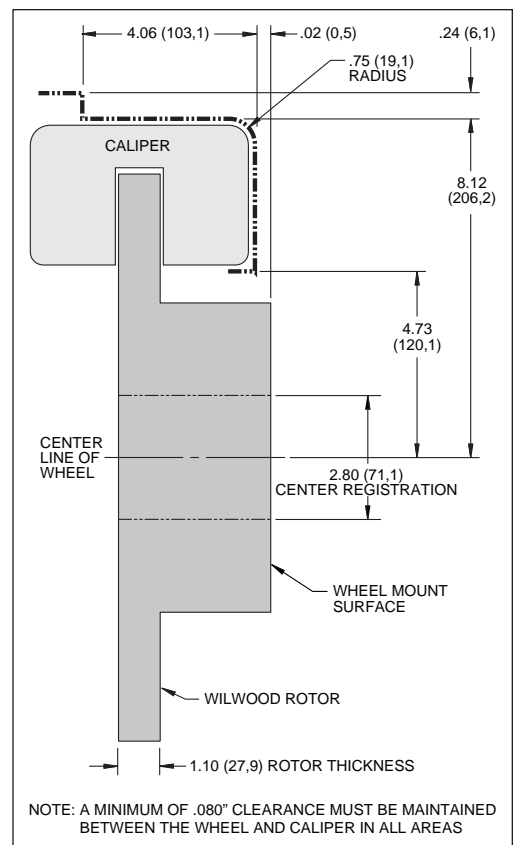 4.06 (103,1)
.02 (0,5)
.24 (6,1)
.75 (19,1)
RADIUS
CALIPER
8.12
(206,2)
4.73
(120,1)
CENTER
LINE OF
WHEEL
2.80 (71,1)
CENTER REGISTRATION
WHEEL MOUNT
SURFACE
WILWOOD ROTOR
1.10 (27,9) ROTOR THICKNESS
NOTE: A MINIMUM OF .080" CLEARANCE MUST BE MAINTAINED
BETWEEN THE WHEEL AND CALIPER IN ALL AREAS